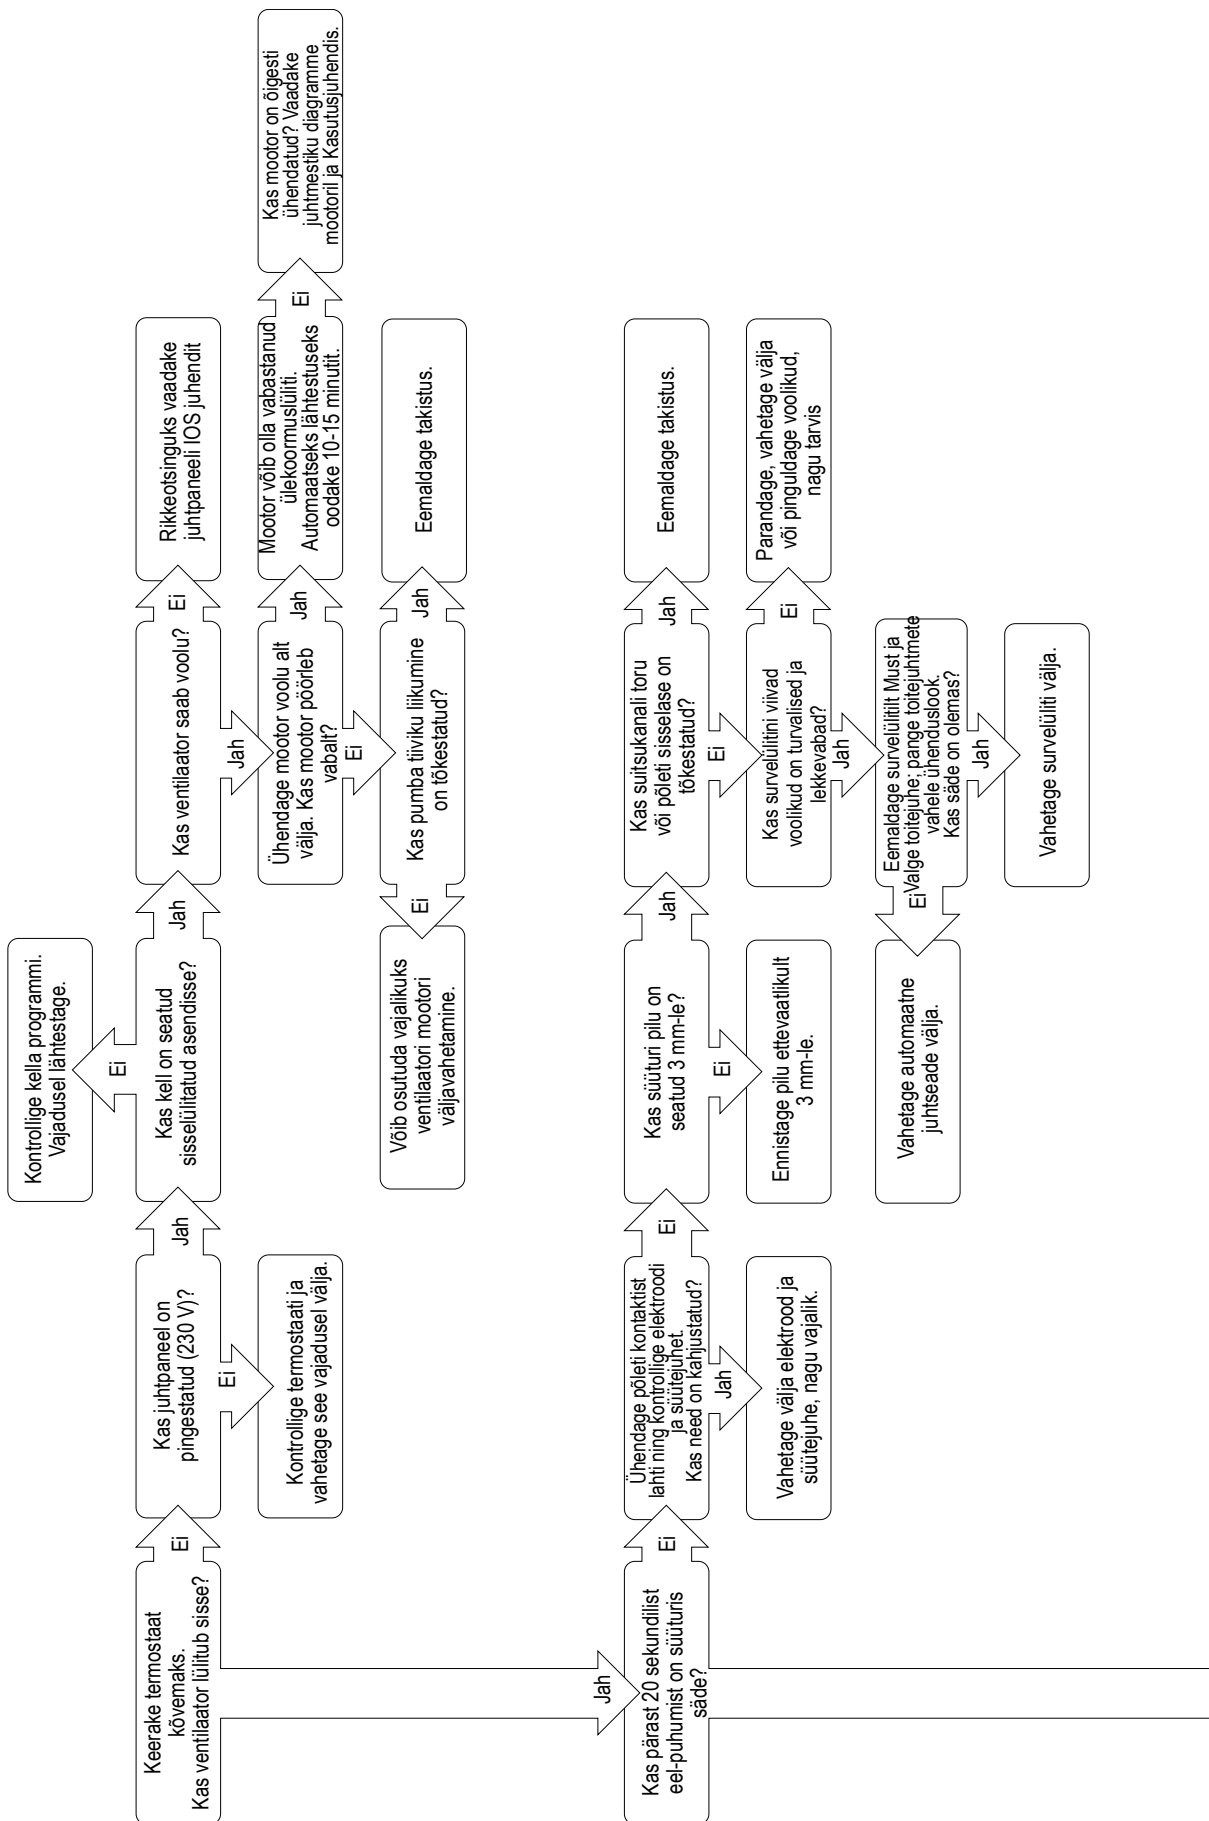 Keerake termostaat
kõvemaks.
Kas ventilaator lülitub sisse?
Ei
Kas juhtpaneel on
pingestatud (230 V)?
Jah
Kas kell on seatud
sisselülitatud asendisse?
Jah
Kas ventilaator saab voolu?
Ei
Rikkeotsinguks vaadake
juhtpaneeli IOS juhendit
Ei
Kontrollige kella programmi.
Vajadusel lähtestage.
Ei
Kontrollige termostaati ja
vahetage see vajadusel välja.
Jah
Ühendage mootor voolu alt
välja. Kas mootor pöörleb
vabalt?
Jah
Mootor võib olla vabastanud
ülekoormuslüliti.
Automaatseks lähtestuseks
oodake 10-15 minutit.
Ei
Kas mootor on õigesti
ühendatud? Vaadake
juhtmestiku diagramme
mootoril ja Kasutusjuhendis.
Ei
Kas pumba tiiviku liikumine
on tõkestatud?
Jah
Eemaldage takistus.
Ei
Võib osutuda vajalikuks
ventilaatori mootori
väljavahetamine.
Jah
Kas pärast 20 sekundilist
eel-puhumist on süüturis
säde?
Ei
Ühendage põleti kontaktist
lahti ning kontrollige elektroodi
ja süütejuhet.
Kas need on kahjustatud?
Ei
Kas süüturi pilu on
seatud 3 mm-le?
Jah
Kas suitsukanali toru
või põleti sisselase on
tõkestatud?
Jah
Eemaldage takistus.
Jah
Vahetage välja elektrood ja
süütejuhe, nagu vajalik.
Ei
Ennistage pilu ettevaatlikult
3 mm-le.
Ei
Kas survelülitini viivad
voolikud on turvalised ja
lekkevabad?
Ei
Parandage, vahetage välja
või pinguldage voolikud,
nagu tarvis
Jah
Eemaldage survelülitilt Must ja
Valge toitejuhe; pange toitejuhtmete
vahele ühenduslook.
Kas säde on olemas?
Ei
Vahetage automaatne
juhtseade välja.
Jah
Vahetage survelüliti välja.